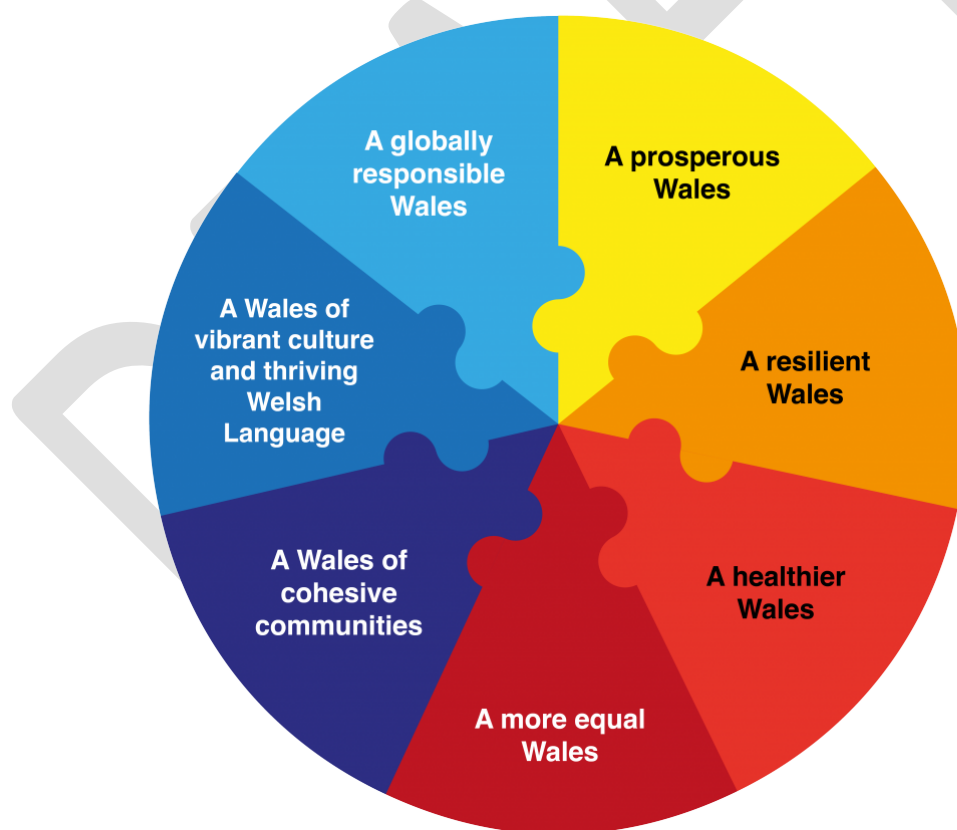 A globally
responsible
Wales
A prosperous
Wales
A resilient
Wales
A healthier
Wales
A more equal
Wales
A Wales of
cohesive
communities
A Wales of
vibrant culture
and thriving
Welsh
Language